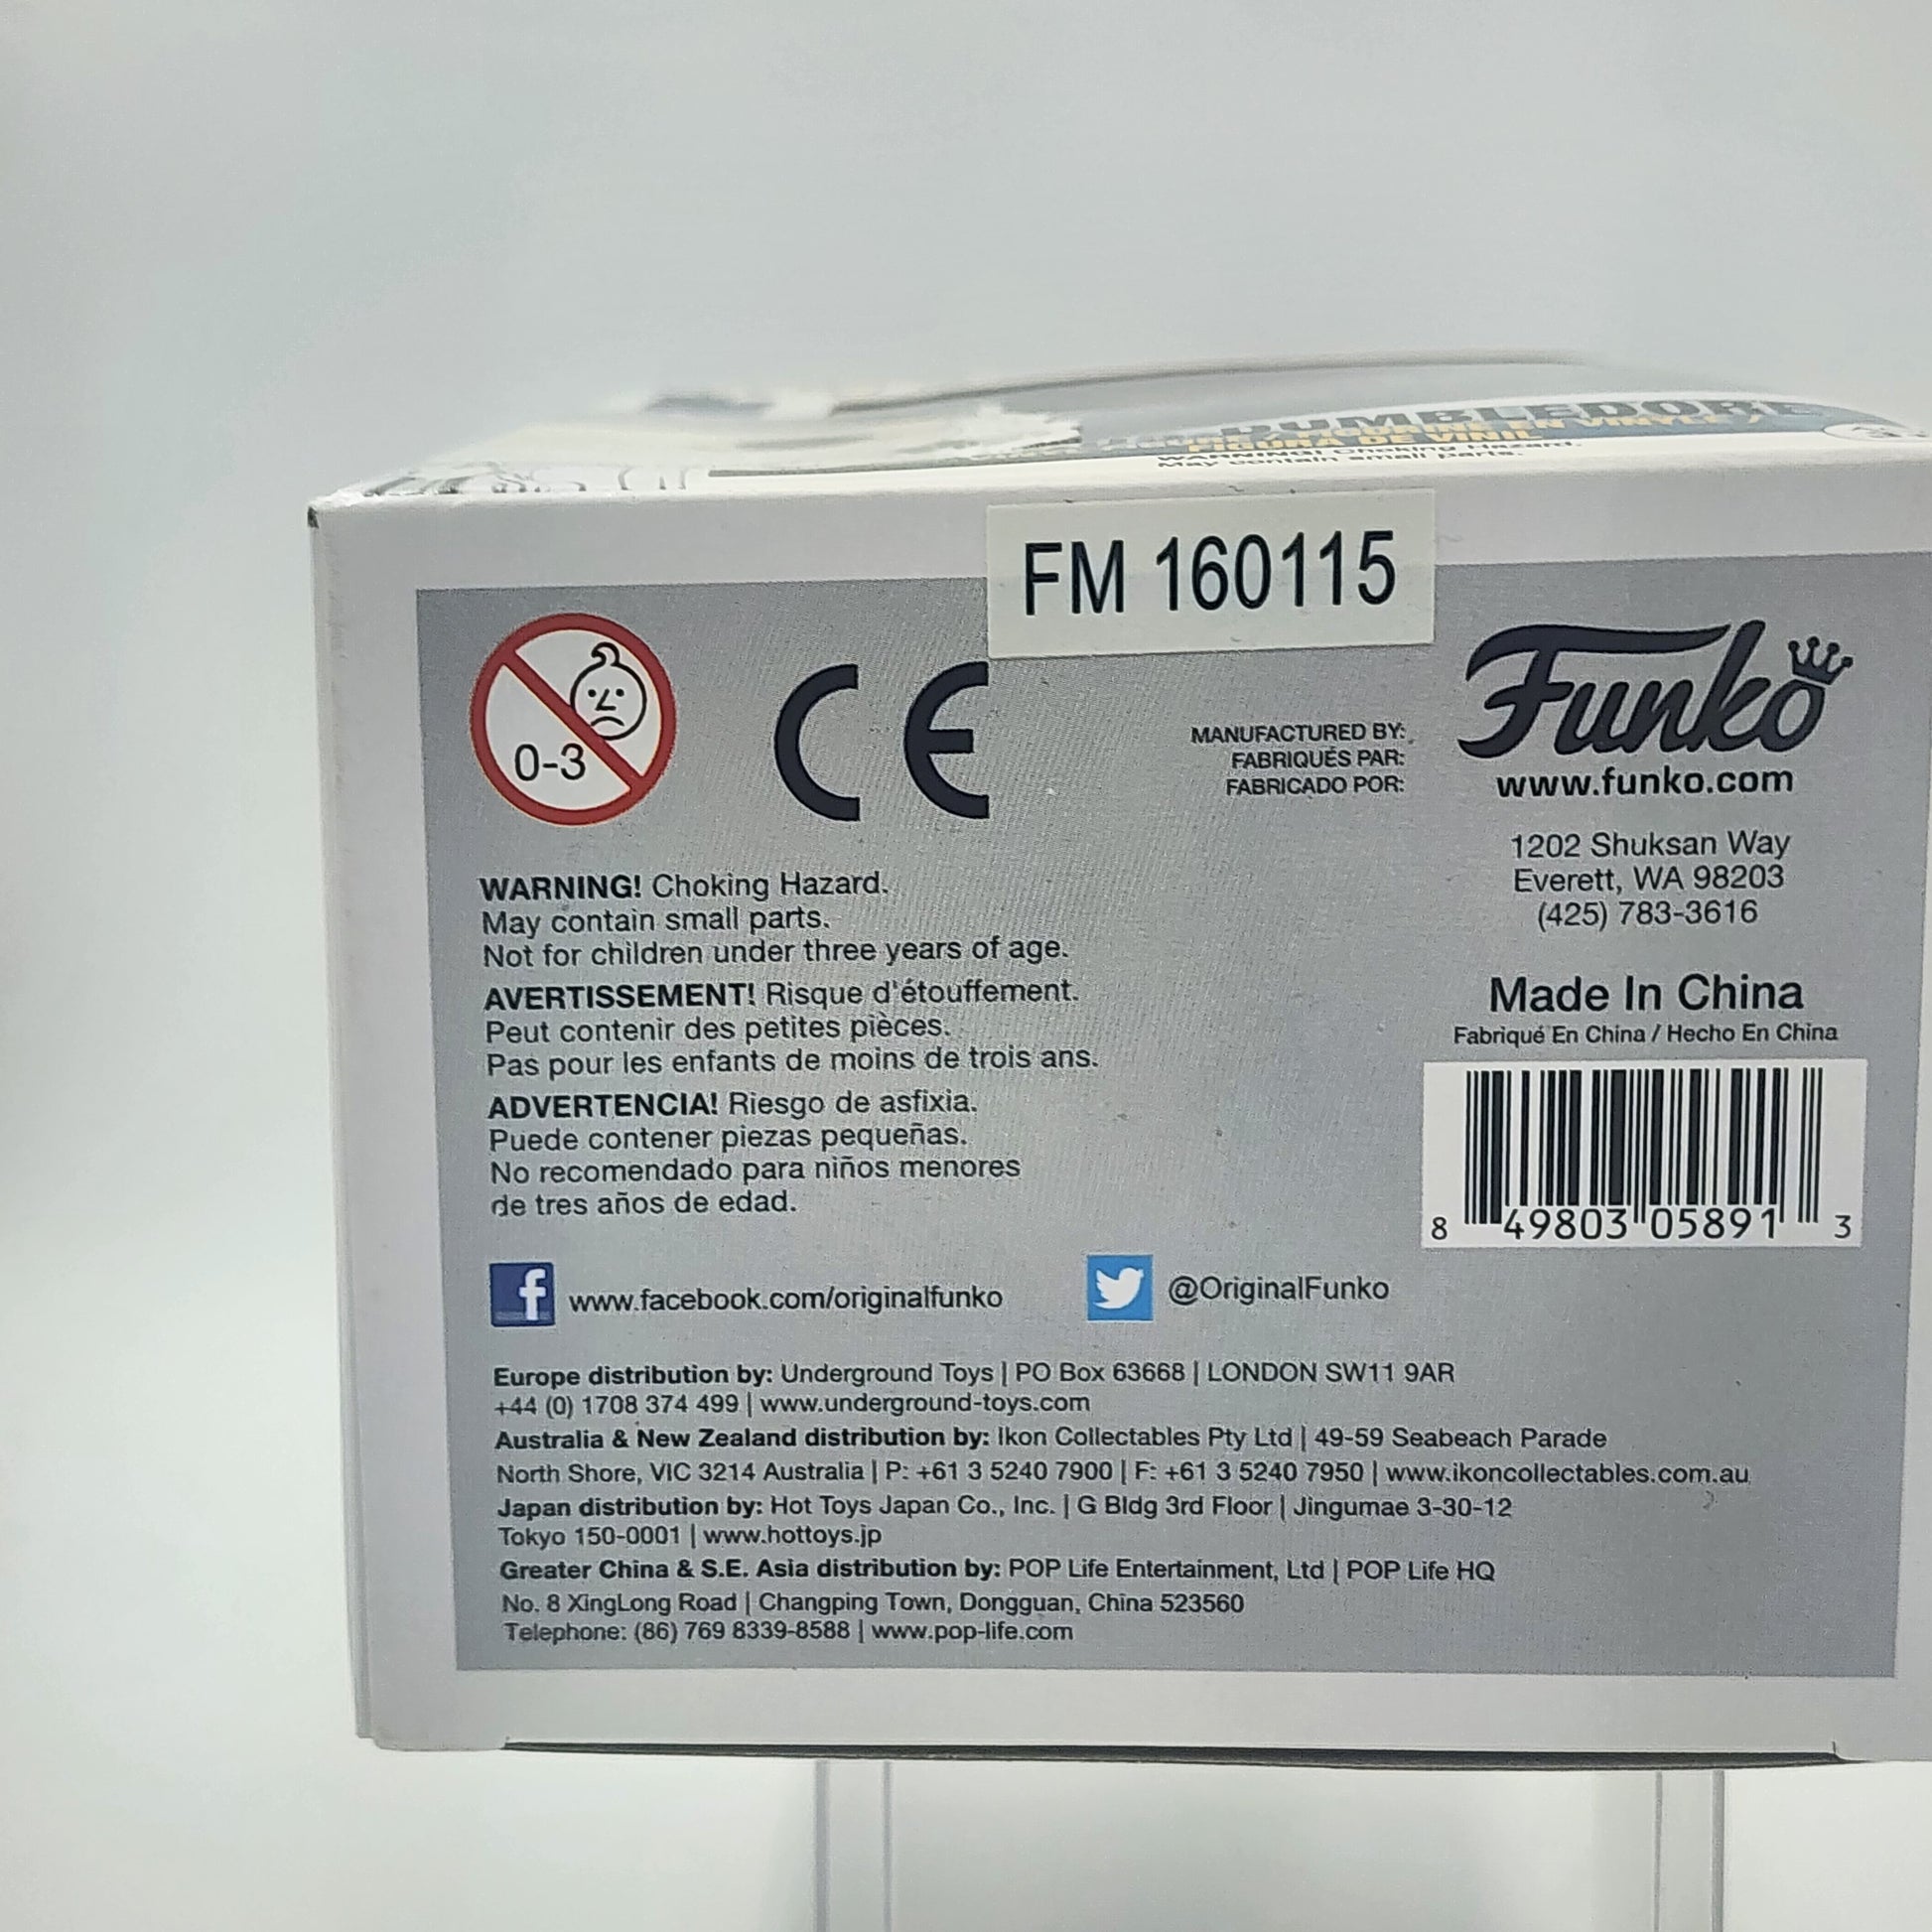 DUMBLEDORE
FIGURA DE VINIL
WARNING! Choking Hazard.
May contain small parts.
FM 160115
0-3
CE
MANUFACTURED BY:
FABRIQUÉS PAR:
FABRICADO POR:
Funko
www.funko.com
1202 Shuksan Way
Everett, WA 98203
(425) 783-3616
WARNING! Choking Hazard.
May contain small parts.
Not for children under three years of age.
AVERTISSEMENT! Risque d'étouffement.
Peut contenir des petites pièces.
Pas pour les enfants de moins de trois ans.
ADVERTENCIA! Riesgo de asfixia.
Puede contener piezas pequeñas.
No recomendado para niños menores
de tres años de edad.
Made In China
Fabriqué En China / Hecho En China
8 49803 05891 3
www.facebook.com/originalfunko
@OriginalFunko
Europe distribution by: Underground Toys | PO Box 63668 | LONDON SW11 9AR
+44 (0) 1708 374 499 | www.underground-toys.com
Australia & New Zealand distribution by: Ikon Collectables Pty Ltd | 49-59 Seabeach Parade
North Shore, VIC 3214 Australia | P: +61 3 5240 7900 | F: +61 3 5240 7950 | www.ikoncollectables.com.au
Japan distribution by: Hot Toys Japan Co., Inc. | G Bldg 3rd Floor | Jingumae 3-30-12
Tokyo 150-0001 | www.hottoys.jp
Greater China & S.E. Asia distribution by: POP Life Entertainment, Ltd | POP Life HQ
No. 8 XingLong Road | Changping Town, Dongguan, China 523560
Telephone: (86) 769 8339-8588 | www.pop-life.com